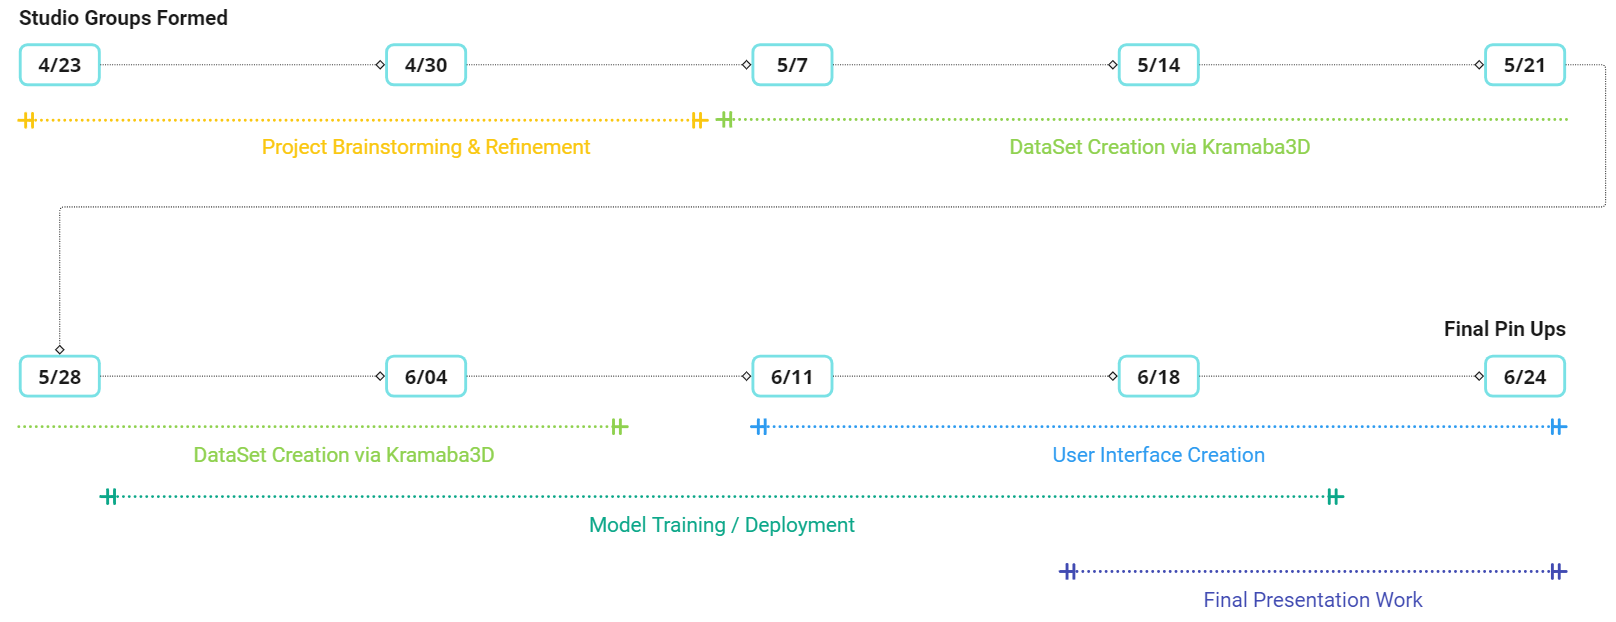 Studio Groups Formed
4/23 4/30 5/7 5/14 5/21
Project Brainstorming & Refinement
DataSet Creation via Kramaba3D
Final Pin Ups
5/28 6/04 6/11 6/18 6/24
DataSet Creation via Kramaba3D
User Interface Creation
Model Training / Deployment
Final Presentation Work